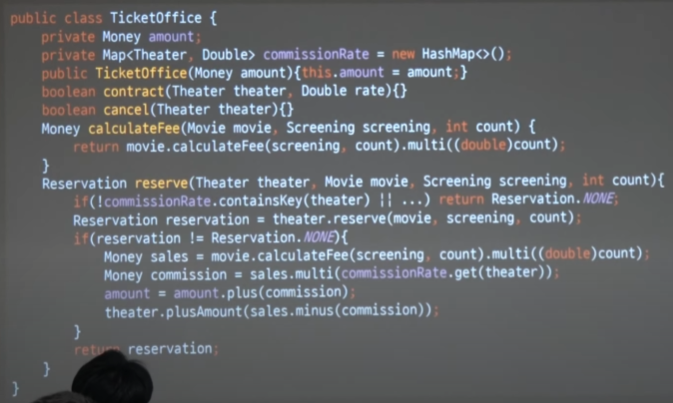 public class TicketOffice {
private Money amount;
private Map<Theater, Double> commissionRate = new HashMap<>();
public TicketOffice(Money amount){this.amount = amount;}
boolean contract(Theater theater, Double rate){}
boolean cancel(Theater theater){}
Money calculateFee(Movie movie, Screening screening, int count) {
return movie.calculateFee(screening, count).multi((double)count);
}
Reservation reserve(Theater theater, Movie movie, Screening screening, int count){
if(!commissionRate.containsKey(theater) || ...) return Reservation.NONE;
Reservation reservation = theater.reserve(movie, screening, count);
if(reservation != Reservation.NONE){
Money sales = movie.calculateFee(screening, count).multi((double)count);
Money commission = sales.multi(commissionRate.get(theater));
amount = amount.plus(commission);
theater.plusAmount(sales.minus(commission));
}
return reservation;
}
}